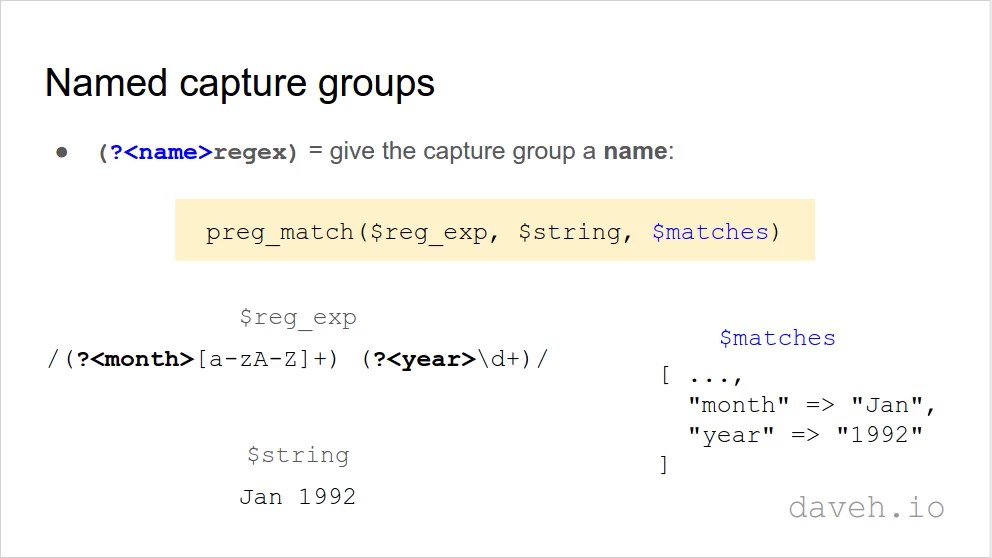 Named capture groups
● (?<name>regex) = give the capture group a name:
preg_match($reg_exp, $string, $matches)
$reg_exp
/(?<month>[a-zA-Z]+) (?<year>\d+)/
$string
Jan 1992
$matches
[ ...,
"month" => "Jan",
"year" => "1992"
]
daveh.io